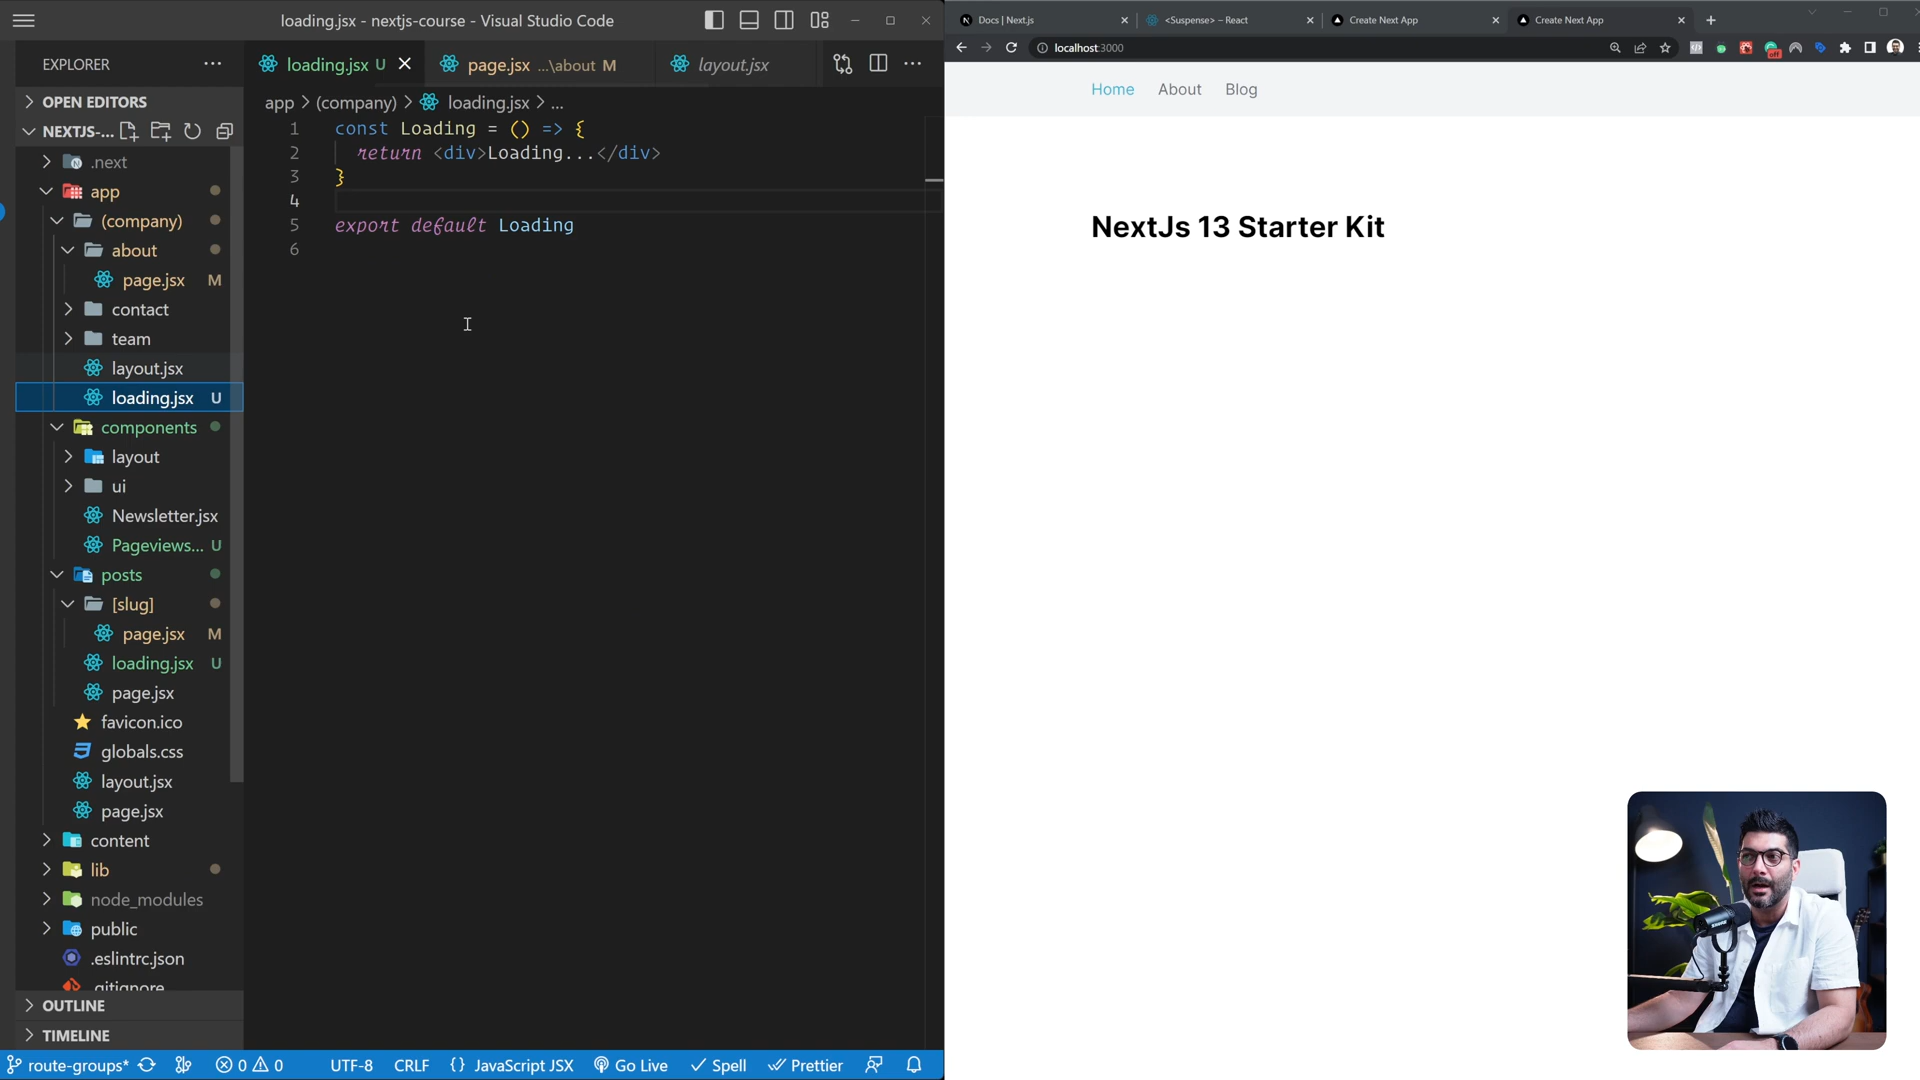 loading.jsx - nextjs-course - Visual Studio Code
EXPLORER
OPEN EDITORS
NEXTJS-...
.next
app
(company)
about
page.jsx M
contact
team
layout.jsx
loading.jsx U
components
layout
ui
Newsletter.jsx
Pageviews... U
posts
[slug]
page.jsx M
loading.jsx U
page.jsx
favicon.ico
globals.css
layout.jsx
page.jsx
content
lib
node_modules
public
.eslintrc.json
.gitignore
OUTLINE
TIMELINE
loading.jsx U
page.jsx ...\about M
layout.jsx
app > (company) > loading.jsx > ...
1 const Loading = () => {
2 return <div>Loading...</div>
3 }
4
5 export default Loading
6
route-groups* 0 0 UTF-8 CRLF {} JavaScript JSX Go Live Spell Prettier
Docs | Next.js
<Suspense> – React
Create Next App
Create Next App
localhost:3000
Home About Blog
NextJs 13 Starter Kit